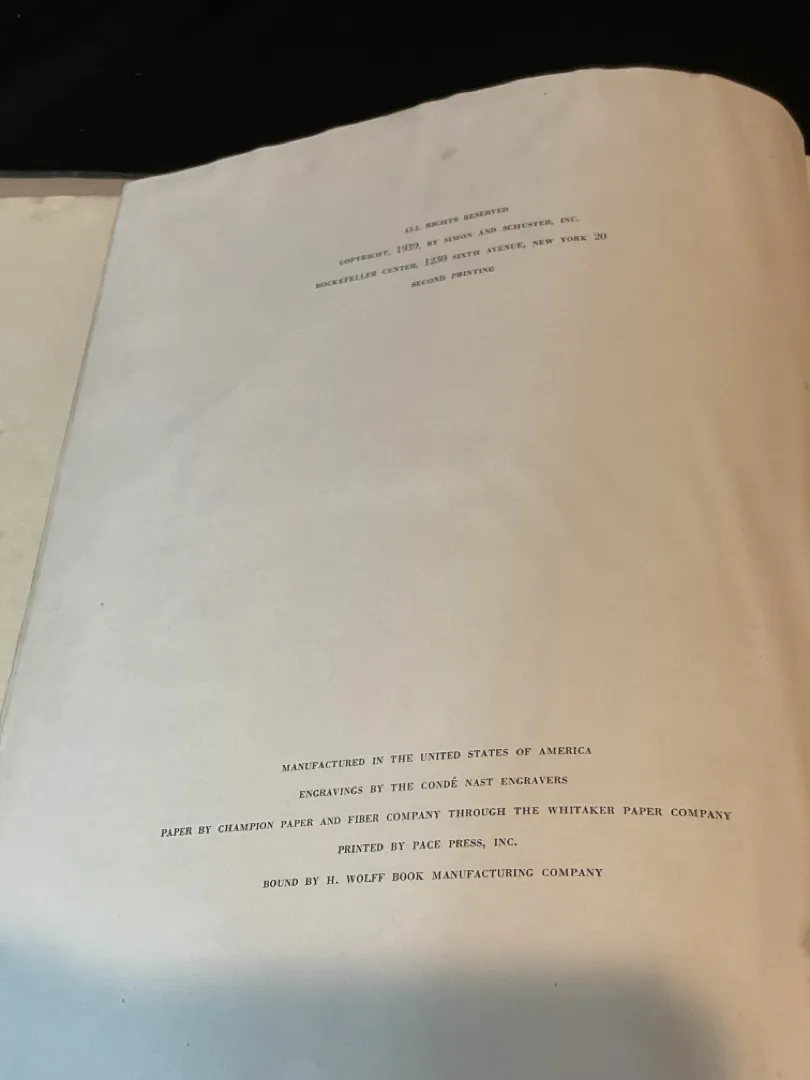 ALL RIGHTS RESERVED
COPYRIGHT, 1939, BY SIMON AND SCHUSTER, INC.
ROCKEFELLER CENTER, 1230 SIXTH AVENUE, NEW YORK 20
SECOND PRINTING
MANUFACTURED IN THE UNITED STATES OF AMERICA
ENGRAVINGS BY THE CONDÉ NAST ENGRAVERS
PAPER BY CHAMPION PAPER AND FIBER COMPANY THROUGH THE WHITAKER PAPER COMPANY
PRINTED BY PACE PRESS, INC.
BOUND BY H. WOLFF BOOK MANUFACTURING COMPANY